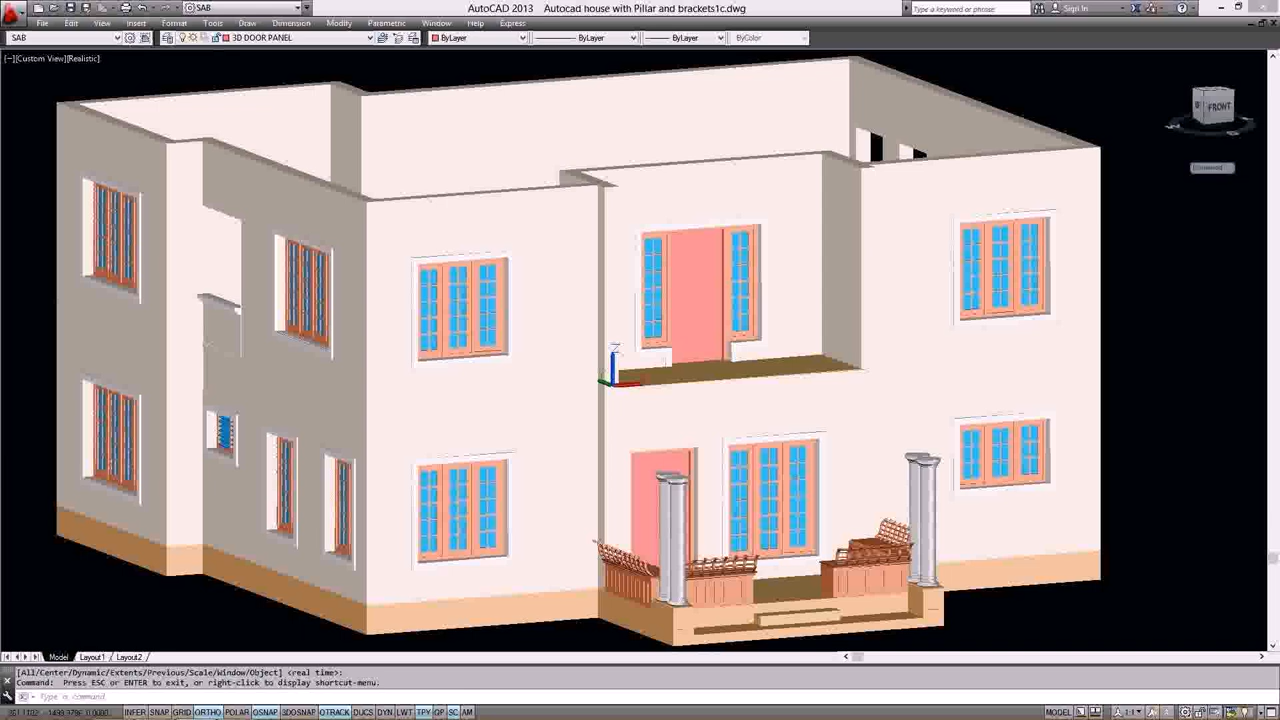 SAB
AutoCAD 2013 Autocad house with Pillar and brackets1c.dwg
Type a keyword or phrase
Sign In
File Edit View Insert Format Tools Draw Dimension Modify Parametric Window Help Express
SAB
3D DOOR PANEL
ByLayer
ByLayer
ByLayer
ByColor
[−][Custom View][Realistic]
FRONT
Z
Model Layout1 Layout2
[All/Center/Dynamic/Extents/Previous/Scale/Window/Object] <real time>:
Command: Press ESC or ENTER to exit, or right-click to display shortcut-menu.
Type a command
INFER SNAP GRID ORTHO POLAR OSNAP 3DOSNAP OTRACK DUCS DYN LWT TPY QP SC AM
MODEL
1:1